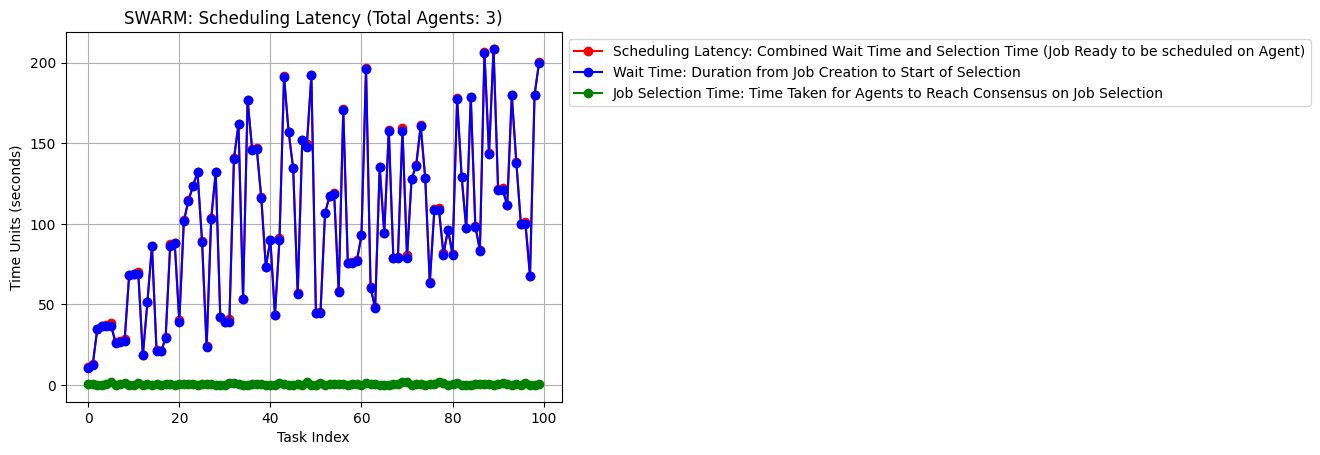 SWARM: Scheduling Latency (Total Agents: 3)
Scheduling Latency: Combined Wait Time and Selection Time (Job Ready to be scheduled on Agent)
Wait Time: Duration from Job Creation to Start of Selection
Job Selection Time: Time Taken for Agents to Reach Consensus on Job Selection
Time Units (seconds)
200
150
100
50
0
0 20 40 60 80 100
Task Index